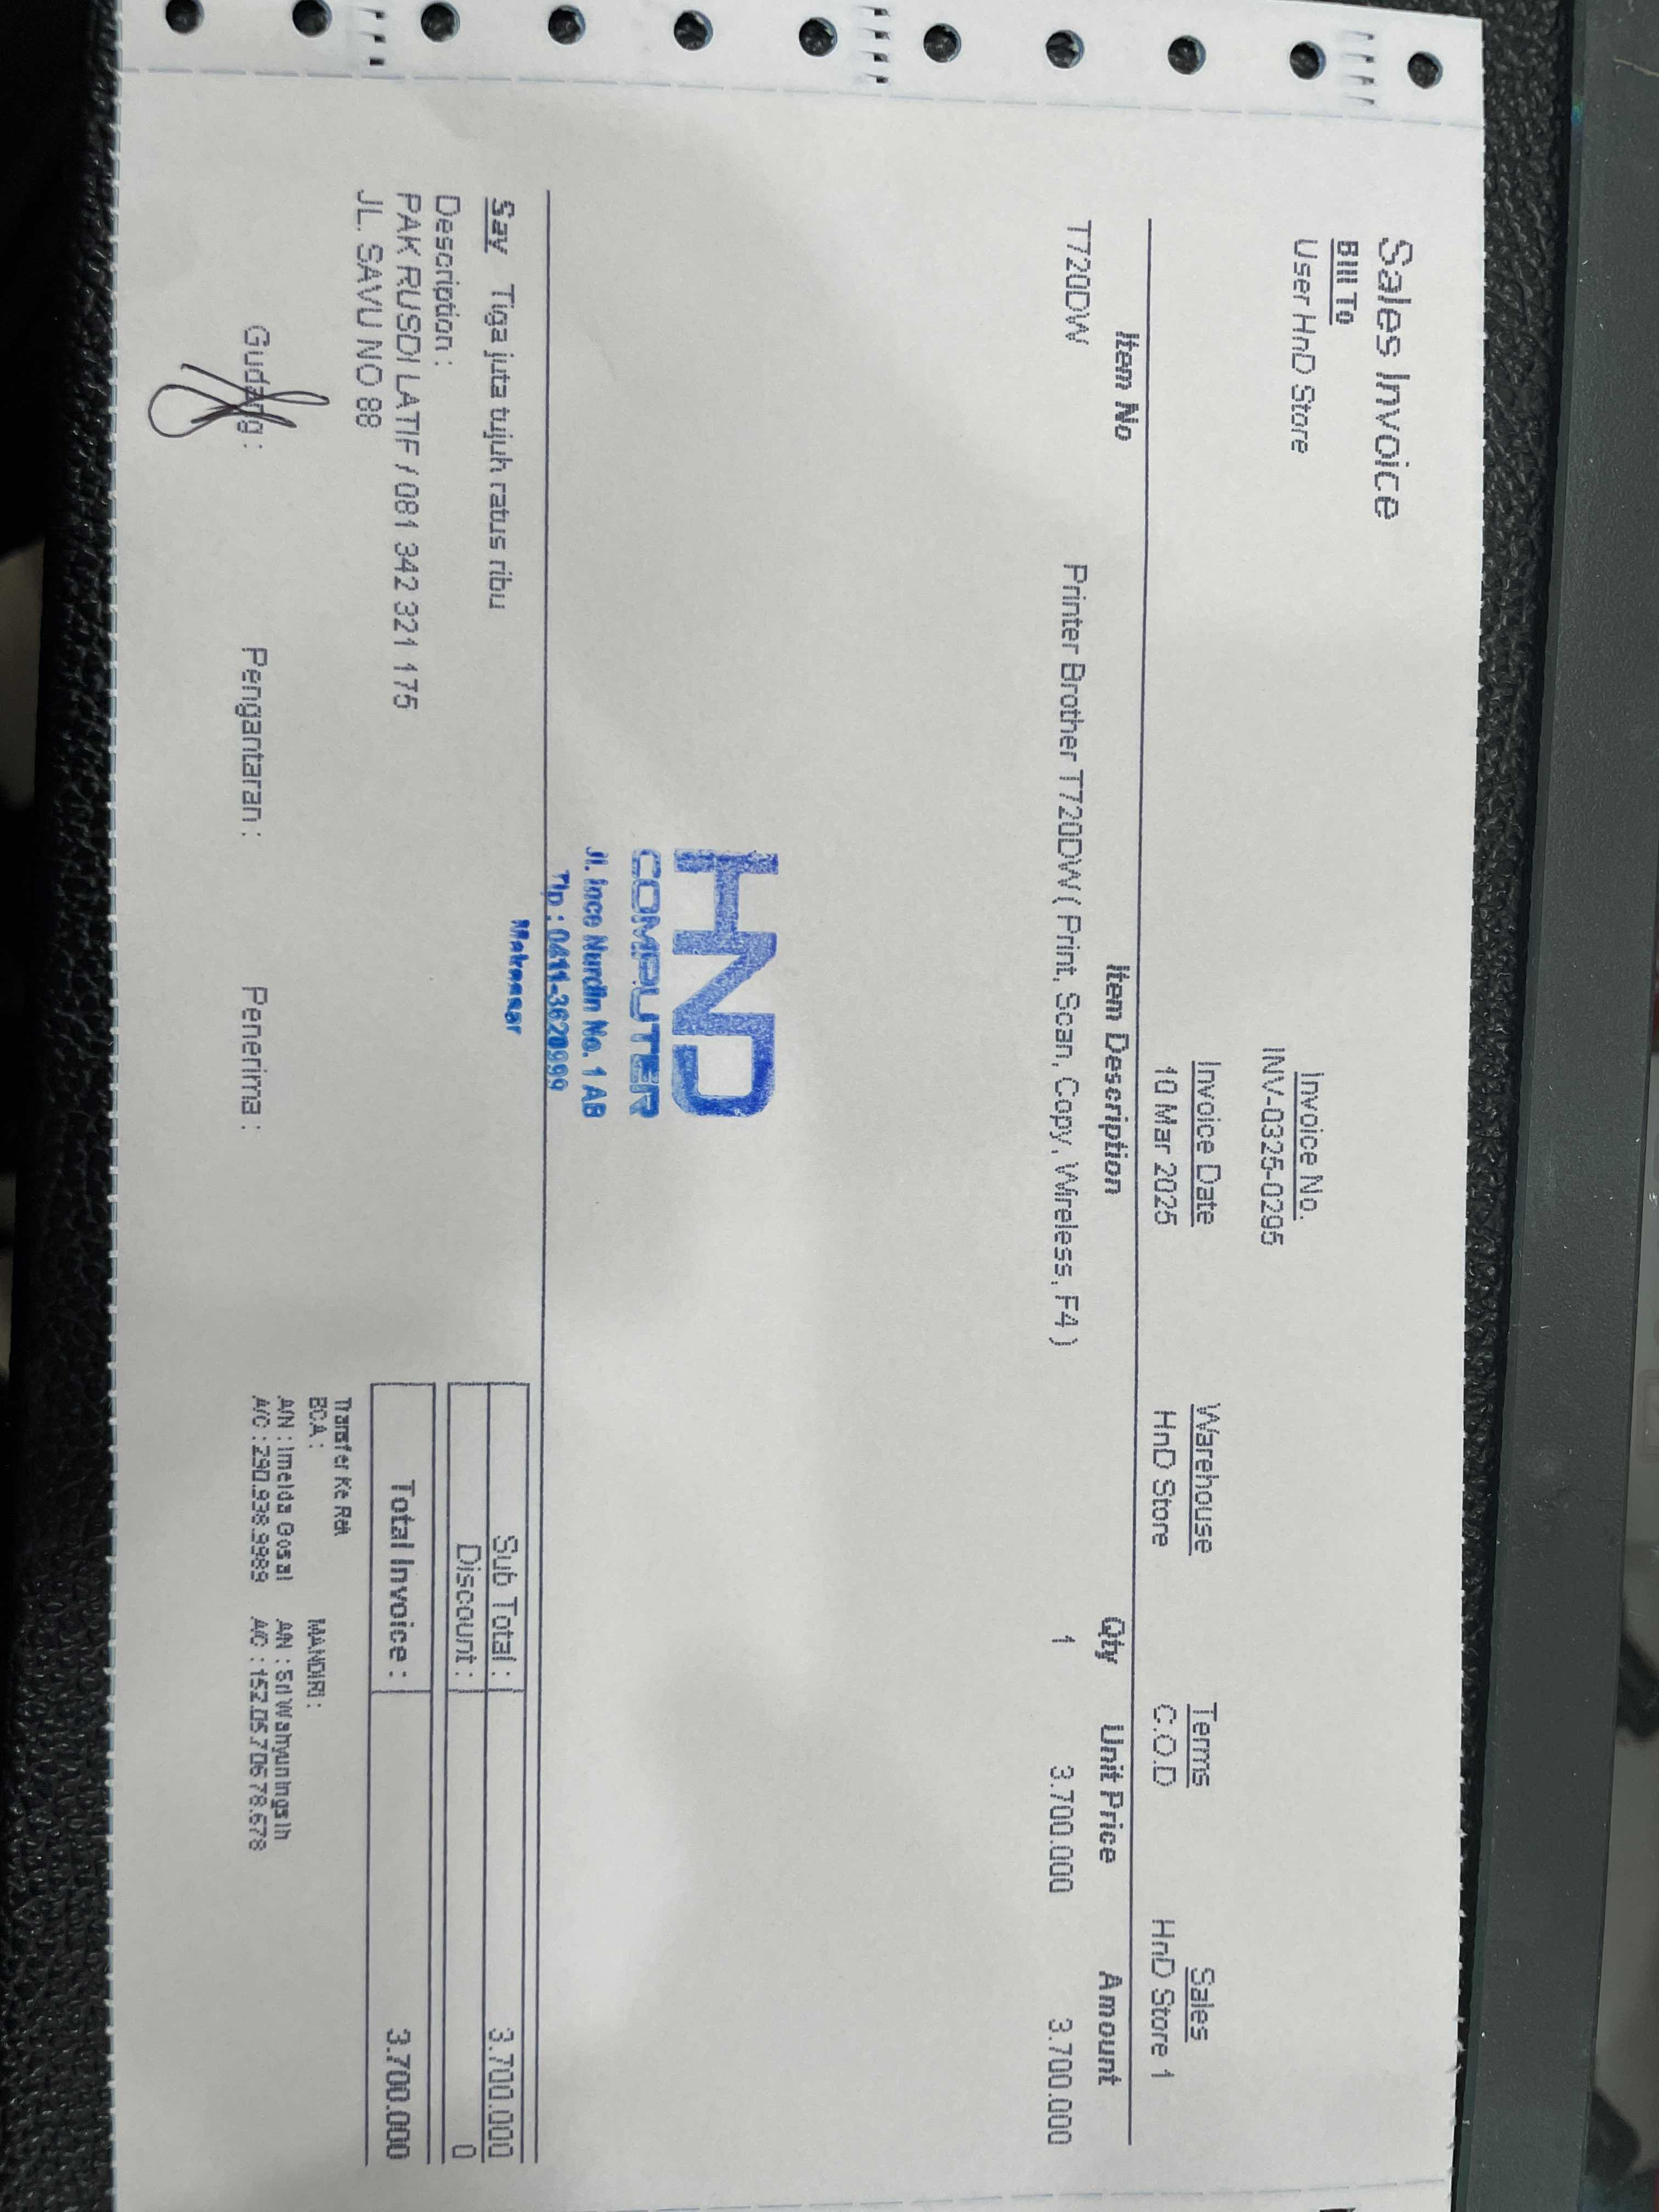 Sales Invoice
Bill To
User HnD Store
Invoice No.
INV-0325-0295
Invoice Date Warehouse Terms Sales
10 Mar 2025 HnD Store C.O.D HnD Store 1
Item No Item Description Qty Unit Price Amount
T720DW Printer Brother T720DW ( Print, Scan, Copy, Wireless, F4 ) 1 3.700.000 3.700.000
HND
COMPUTER
Jl. Ince Nurdin No. 1 AB
Tlp : 0411-3620999
Makassar
Say Tiga juta tujuh ratus ribu
Description :
PAK RUSDI LATIF / 081 342 321 175
JL. SAVU NO 88
Sub Total : 3.700.000
Discount : 0
Total Invoice : 3.700.000
Gudang : Pengantaran : Penerima :
Transfer Ke Rek
BCA : MANDIRI :
A/N : Imelda Gosal A/N : Sri Wahyuningsih
A/C : 290.938.9989 A/C : 152.05.706.78.678